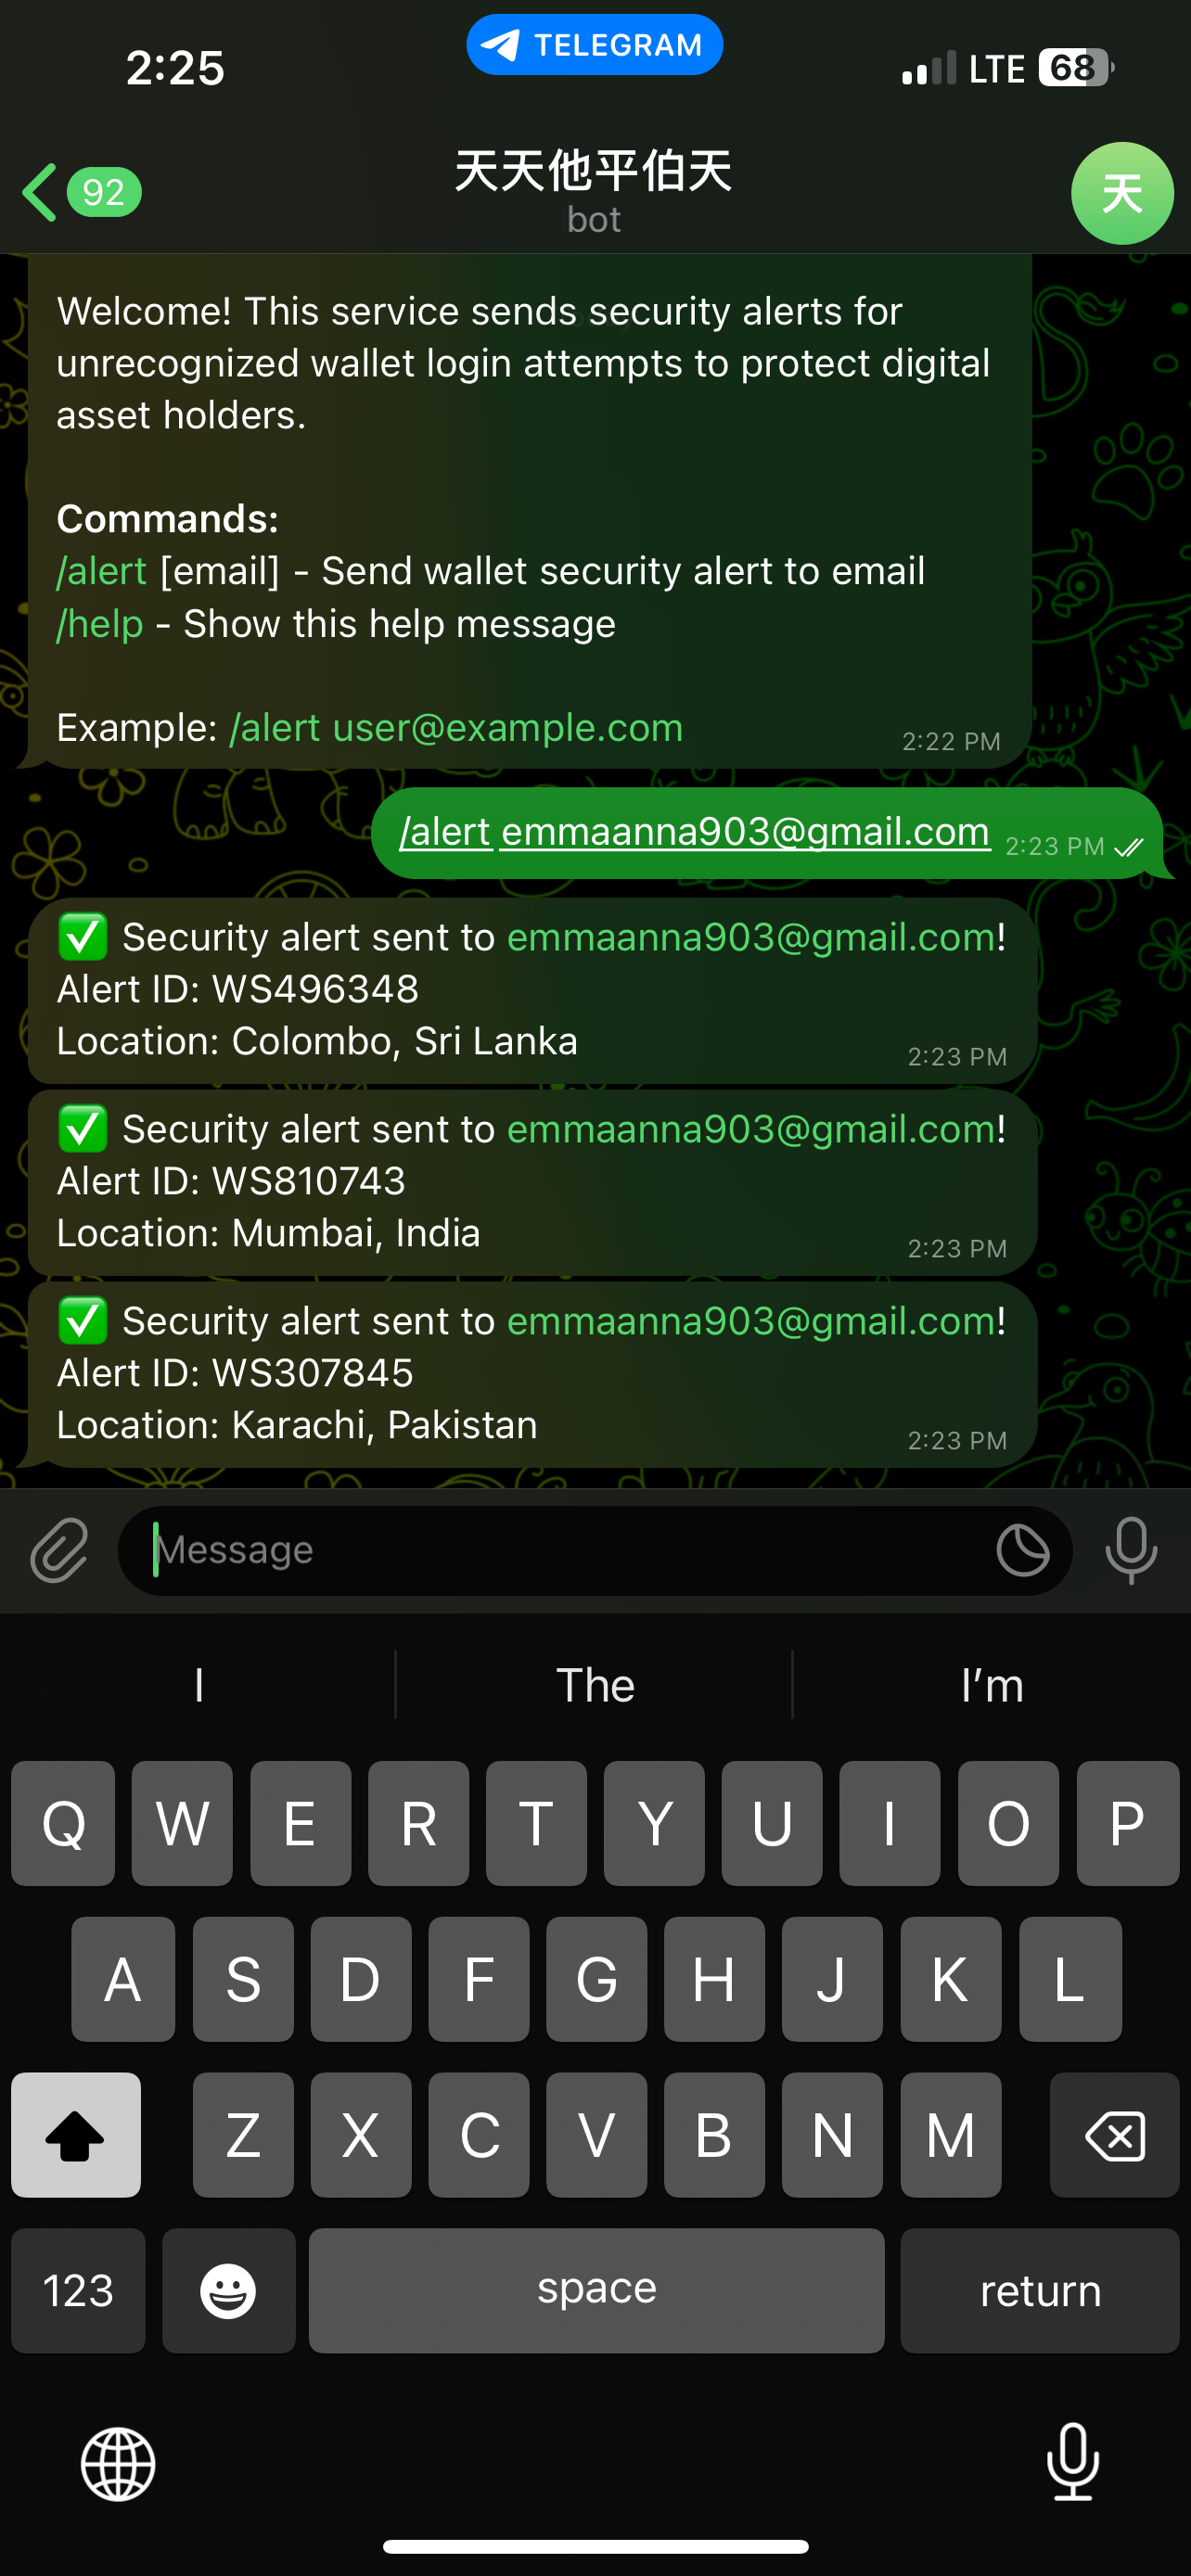 2:25
TELEGRAM
LTE 68
92
天天他平伯天
bot
天
Welcome! This service sends security alerts for
unrecognized wallet login attempts to protect digital
asset holders.
Commands:
/alert [email] - Send wallet security alert to email
/help - Show this help message
Example: /alert user@example.com
2:22 PM
/alert emmaanna903@gmail.com 2:23 PM
✅ Security alert sent to emmaanna903@gmail.com!
Alert ID: WS496348
Location: Colombo, Sri Lanka
2:23 PM
✅ Security alert sent to emmaanna903@gmail.com!
Alert ID: WS810743
Location: Mumbai, India
2:23 PM
✅ Security alert sent to emmaanna903@gmail.com!
Alert ID: WS307845
Location: Karachi, Pakistan
2:23 PM
Message
I The I’m
Q W E R T Y U I O P
A S D F G H J K L
Z X C V B N M
123 space return